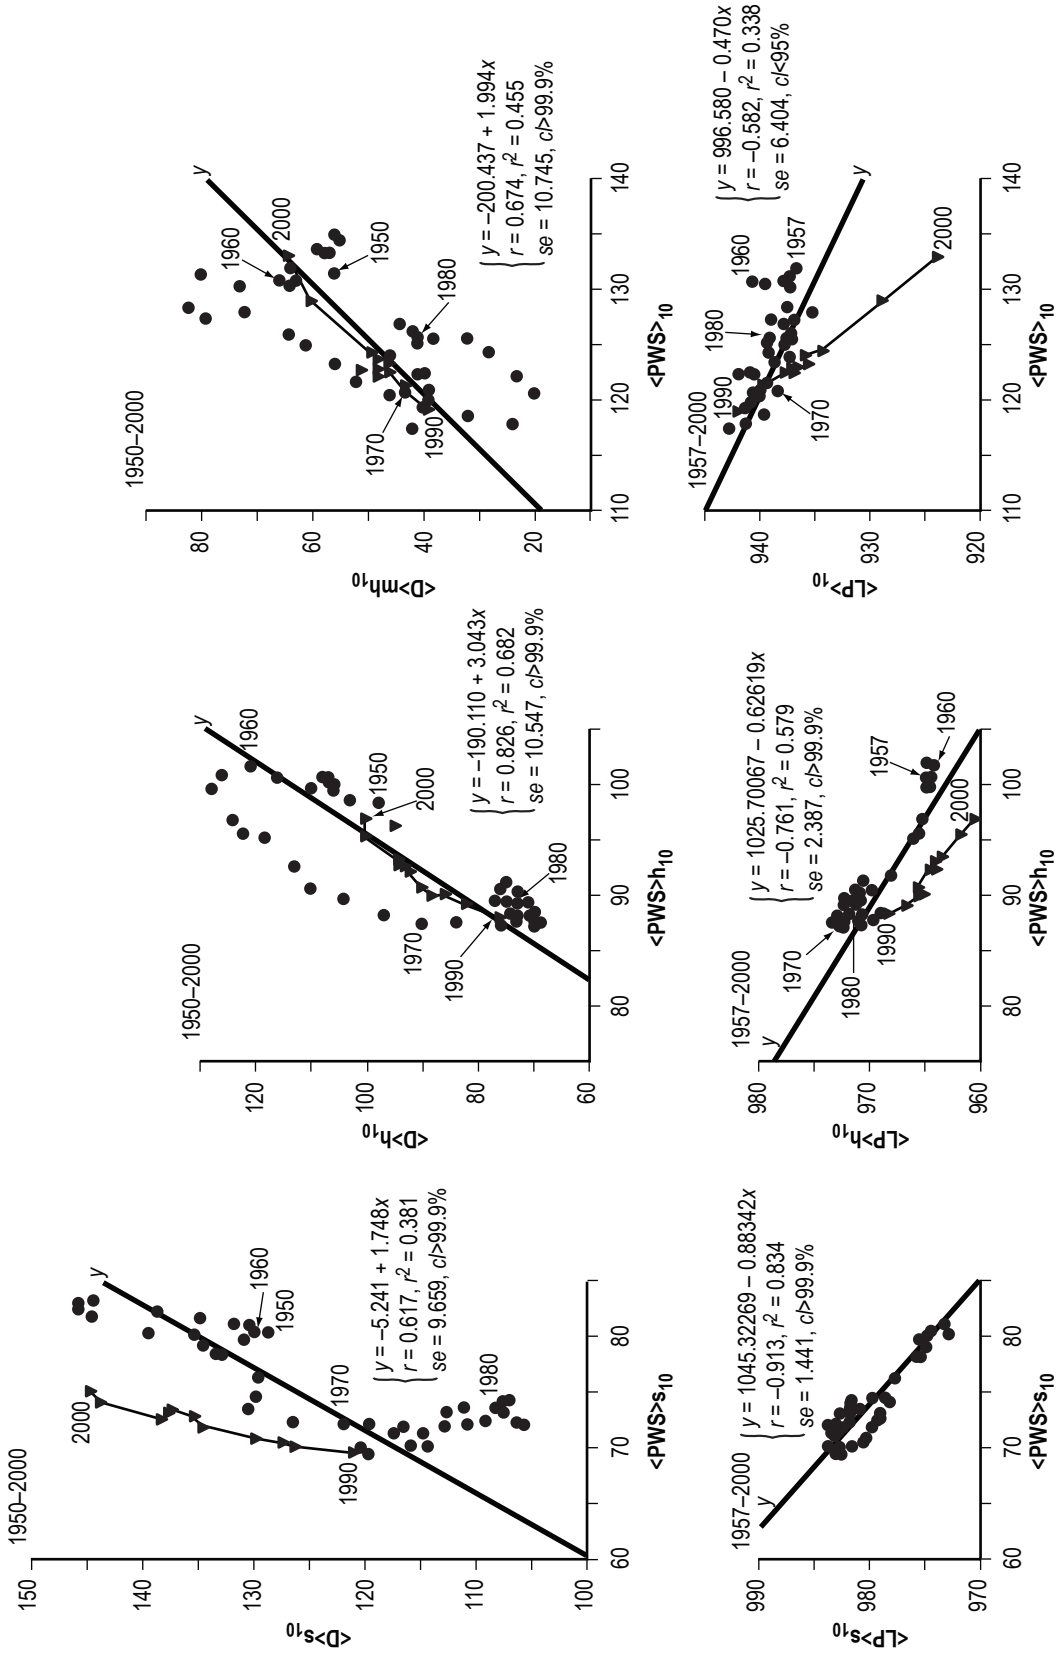 1950–2000
150
140
130
120
110
100
<D>s10
60
70
80
<PWS>s10
y
2000
1990
1970
1980
1960
1950
y = −5.241 + 1.748x
r = 0.617, r2 = 0.381
se = 9.659, cl>99.9%
1950–2000
120
100
80
60
<D>h10
80
90
100
<PWS>h10
y
1960
1950
2000
1970
1990
1980
y = −190.110 + 3.043x
r = 0.826, r2 = 0.682
se = 10.547, cl>99.9%
1950–2000
80
60
40
20
<D>mh10
110
120
130
140
<PWS>10
y
1960
2000
1950
1980
1970
1990
y = −200.437 + 1.994x
r = 0.674, r2 = 0.455
se = 10.745, cl>99.9%
1957–2000
990
980
970
<LP>s10
60
70
80
<PWS>s10
y
y = 1045.32269 − 0.88342x
r = −0.913, r2 = 0.834
se = 1.441, cl>99.9%
1957–2000
980
970
960
<LP>h10
80
90
100
<PWS>h10
y
1970
1980
1990
1957
1960
2000
y = 1025.70067 − 0.62619x
r = −0.761, r2 = 0.579
se = 2.387, cl>99.9%
1957–2000
940
930
920
<LP>10
110
120
130
140
<PWS>10
y
1990
1980
1960
1957
1970
2000
y = 996.580 − 0.470x
r = −0.582, r2 = 0.338
se = 6.404, cl<95%